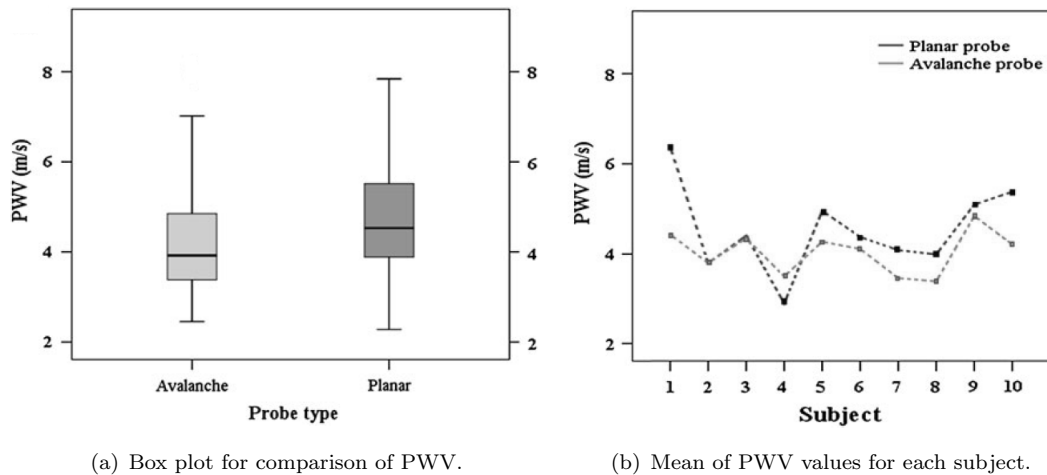 8
6
4
2
PWV (m/s)
8
6
4
2
Avalanche
Planar
Probe type
(a) Box plot for comparison of PWV.
Planar probe
Avalanche probe
8
6
4
2
PWV (m/s)
1 2 3 4 5 6 7 8 9 10
Subject
(b) Mean of PWV values for each subject.